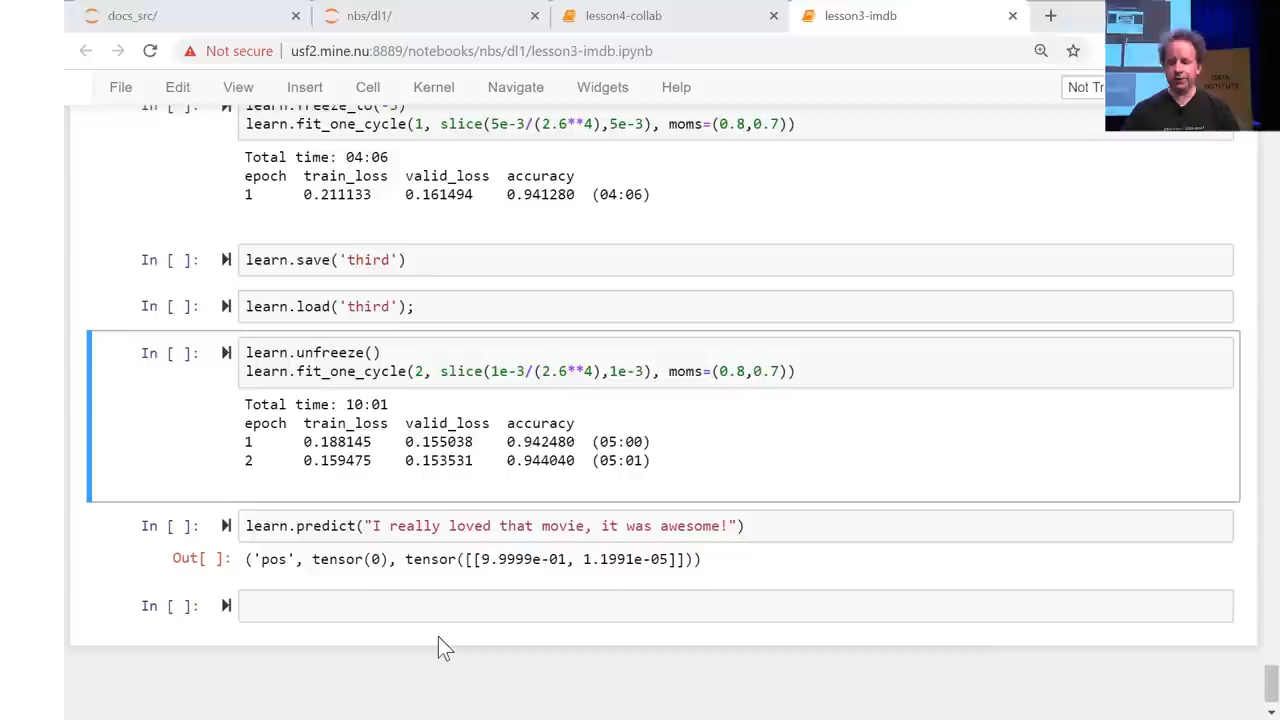 docs_src/
nbs/dl1/
lesson4-collab
lesson3-imdb
Not secure
usf2.mine.nu:8889/notebooks/nbs/dl1/lesson3-imdb.ipynb
File Edit View Insert Cell Kernel Navigate Widgets Help
Not Tr
In [ ]: learn.freeze_to(-3)
learn.fit_one_cycle(1, slice(5e-3/(2.6**4),5e-3), moms=(0.8,0.7))
Total time: 04:06
epoch train_loss valid_loss accuracy
1 0.211133 0.161494 0.941280 (04:06)
In [ ]: learn.save('third')
In [ ]: learn.load('third');
In [ ]: learn.unfreeze()
learn.fit_one_cycle(2, slice(1e-3/(2.6**4),1e-3), moms=(0.8,0.7))
Total time: 10:01
epoch train_loss valid_loss accuracy
1 0.188145 0.155038 0.942480 (05:00)
2 0.159475 0.153531 0.944040 (05:01)
In [ ]: learn.predict("I really loved that movie, it was awesome!")
Out[ ]: ('pos', tensor(0), tensor([[9.9999e-01, 1.1991e-05]]))
In [ ]:
DATA
INSTITUTE